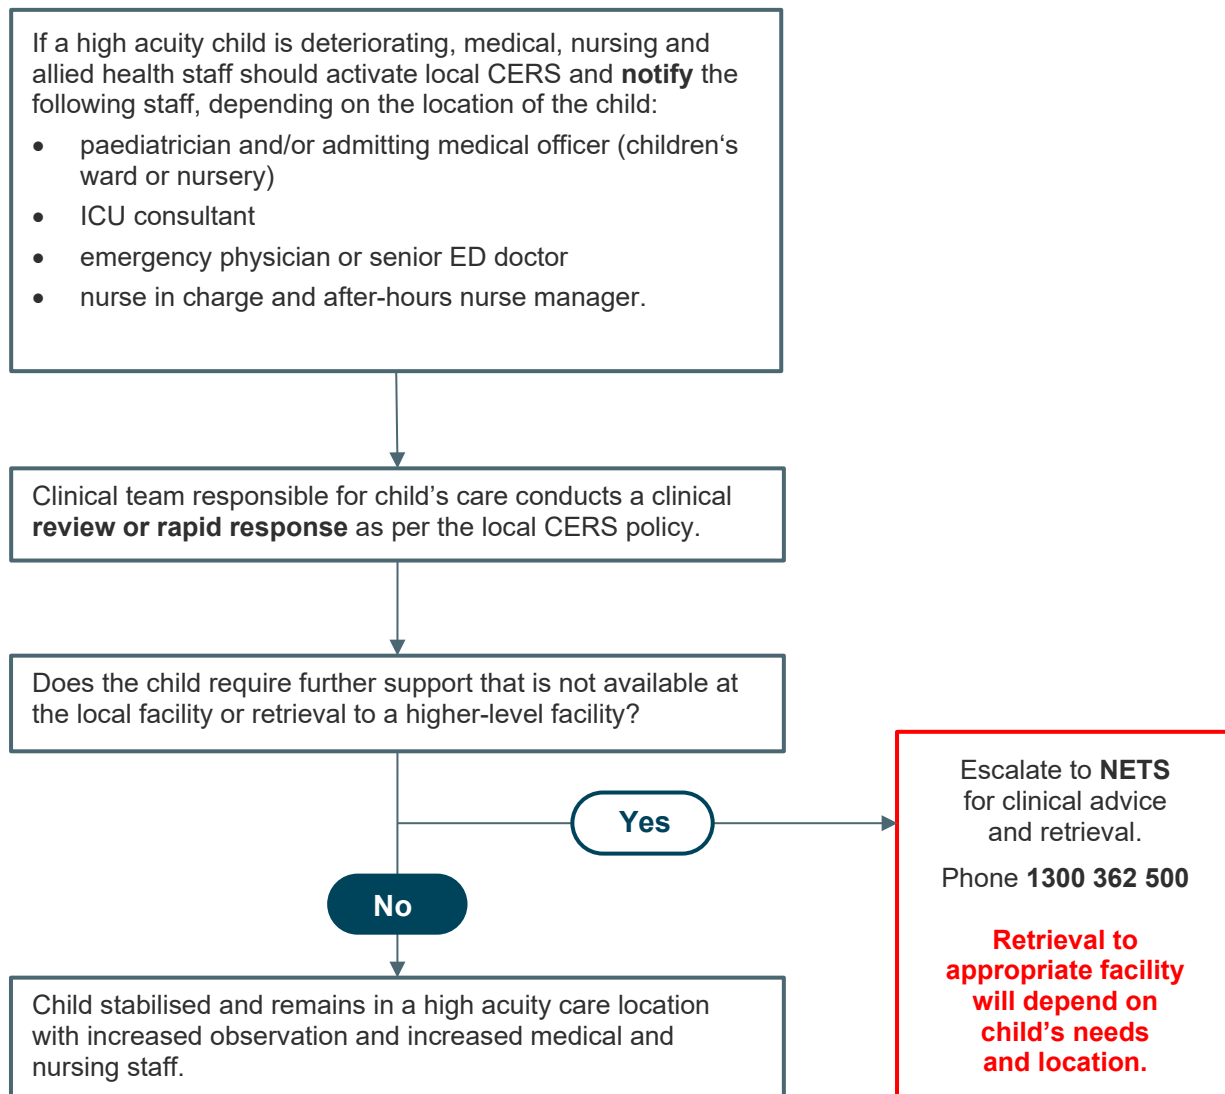 If a high acuity child is deteriorating, medical, nursing and
allied health staff should activate local CERS and notify the
following staff, depending on the location of the child:
• paediatrician and/or admitting medical officer (children‘s
ward or nursery)
• ICU consultant
• emergency physician or senior ED doctor
• nurse in charge and after-hours nurse manager.
Clinical team responsible for child’s care conducts a clinical
review or rapid response as per the local CERS policy.
Does the child require further support that is not available at
the local facility or retrieval to a higher-level facility?
Yes
Escalate to NETS
for clinical advice
and retrieval.
Phone 1300 362 500
Retrieval to
appropriate facility
will depend on
child’s needs
and location.
No
Child stabilised and remains in a high acuity care location
with increased observation and increased medical and
nursing staff.